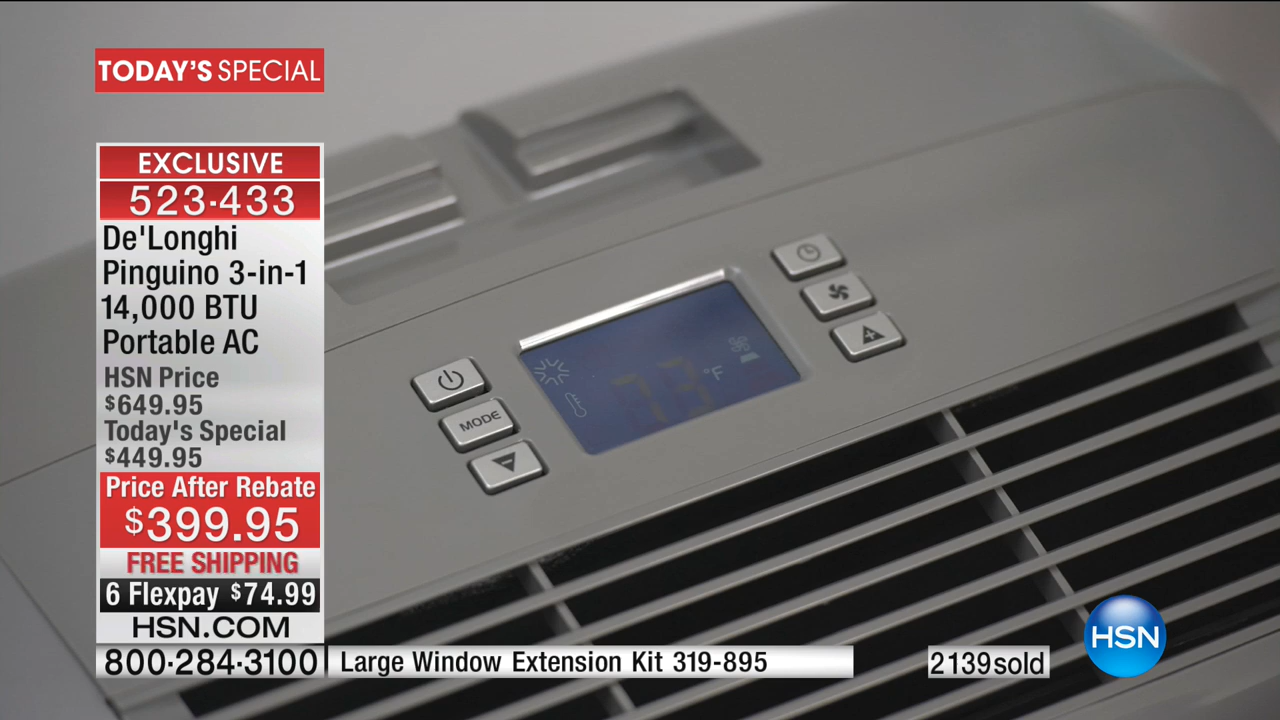 TODAY'S SPECIAL
EXCLUSIVE
523·433
De'Longhi
Pinguino 3-in-1
14,000 BTU
Portable AC
HSN Price
$649.95
Today's Special
$449.95
Price After Rebate
$399.95
FREE SHIPPING
6 Flexpay $74.99
HSN.COM
800·284·3100
Large Window Extension Kit 319-895
2139sold
HSN
MODE
73 °F